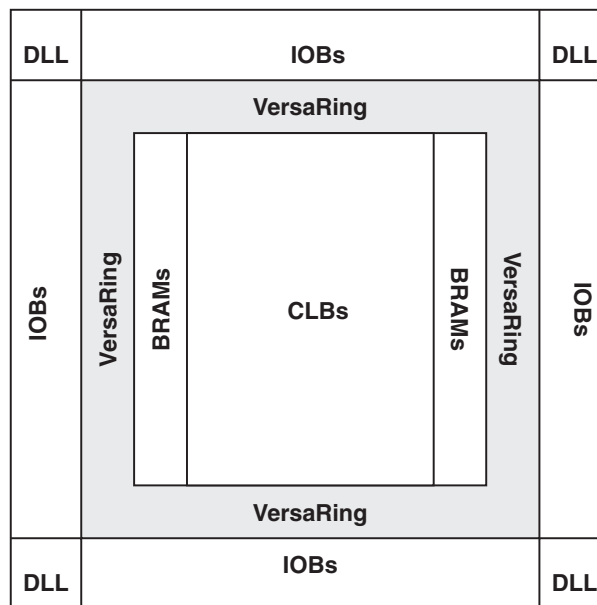 DLL
IOBs
DLL
VersaRing
IOBs
VersaRing
BRAMs
CLBs
BRAMs
VersaRing
IOBs
VersaRing
DLL
IOBs
DLL